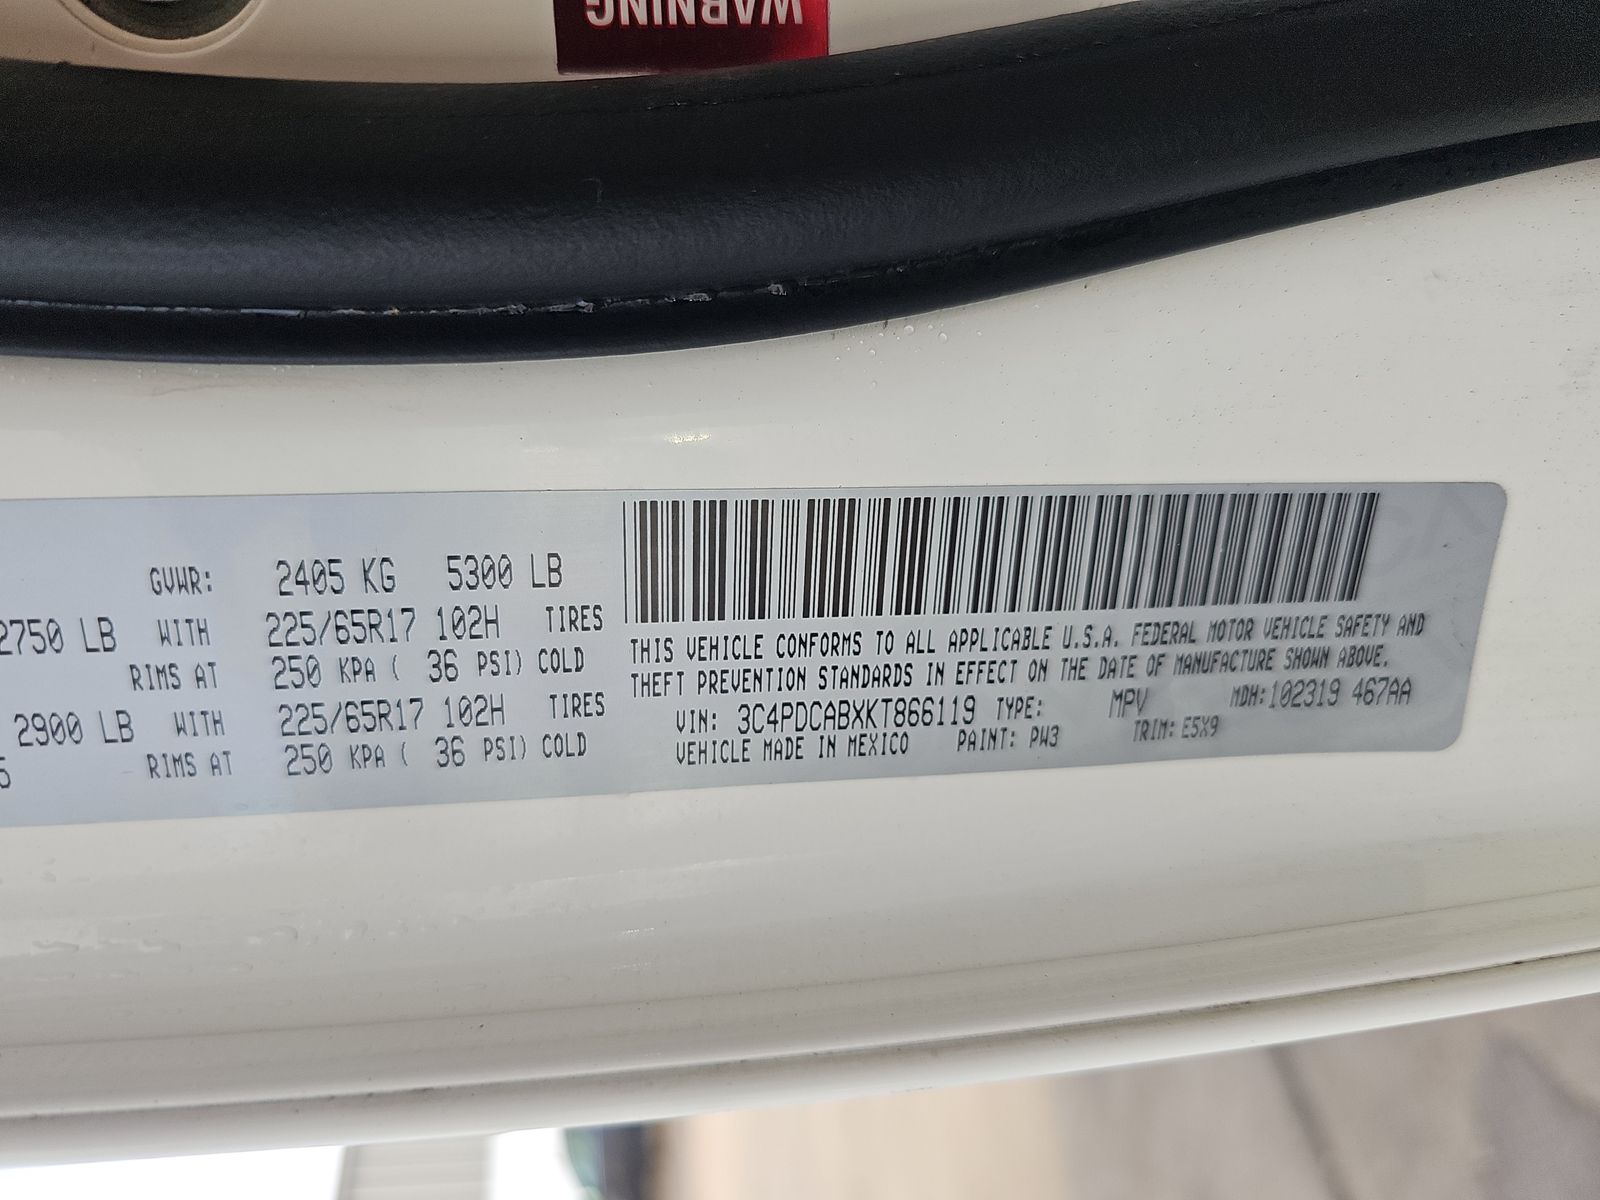 WARNING
GVWR: 2405 KG 5300 LB
2750 LB WITH 225/65R17 102H TIRES
RIMS AT 250 KPA ( 36 PSI) COLD
2900 LB WITH 225/65R17 102H TIRES
5 RIMS AT 250 KPA ( 36 PSI) COLD
THIS VEHICLE CONFORMS TO ALL APPLICABLE U.S.A. FEDERAL MOTOR VEHICLE SAFETY AND
THEFT PREVENTION STANDARDS IN EFFECT ON THE DATE OF MANUFACTURE SHOWN ABOVE.
VIN: 3C4PDCABXKT866119 TYPE: MPV MDH:102319 467AA
VEHICLE MADE IN MEXICO PAINT: PW3 TRIM: E5X9